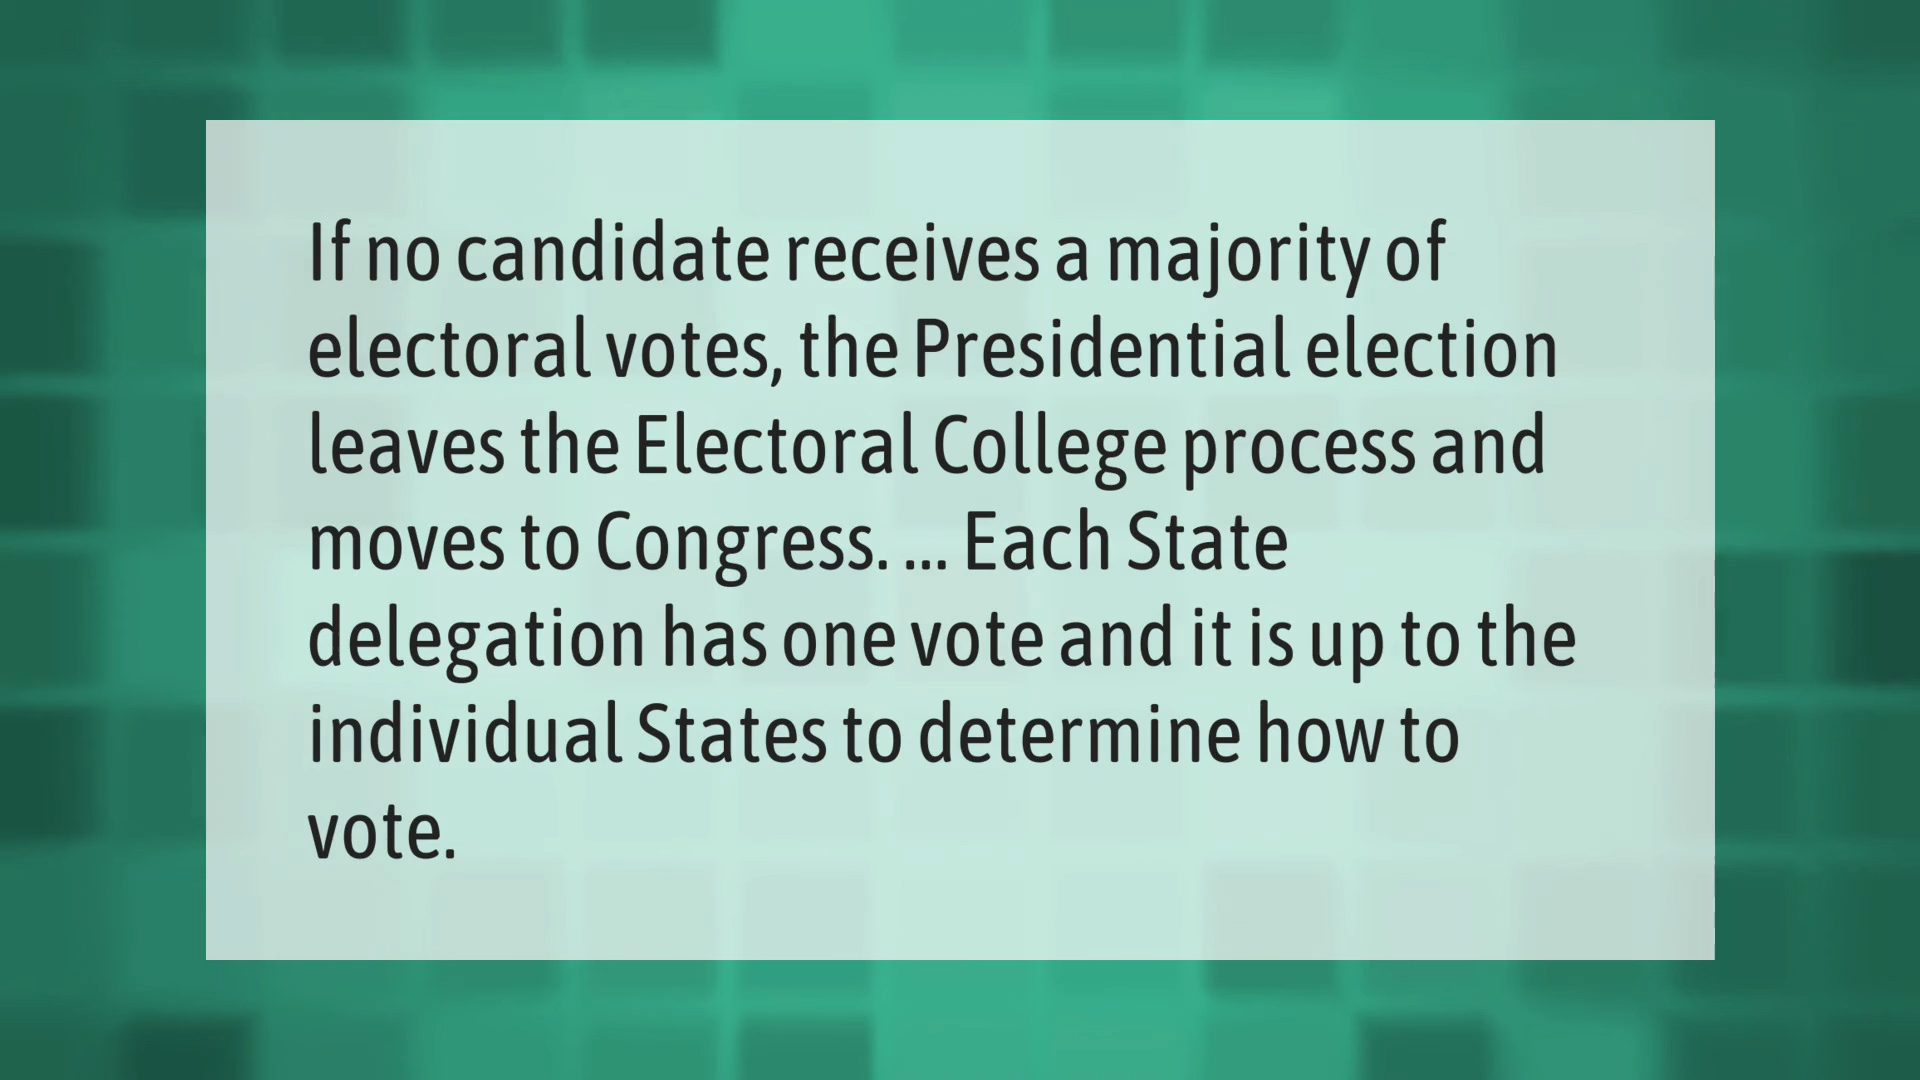 If no candidate receives a majority of
electoral votes, the Presidential election
leaves the Electoral College process and
moves to Congress. ... Each State
delegation has one vote and it is up to the
individual States to determine how to
vote.